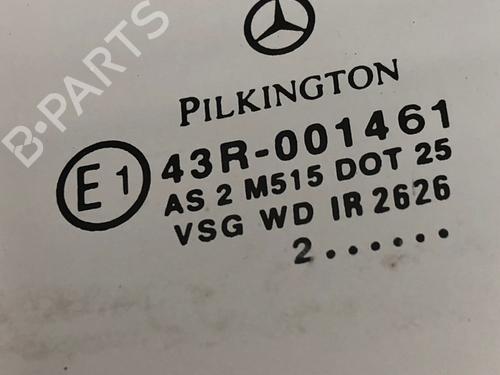 B·PARTS
PILKINGTON
E1 43R-001461
AS 2 M515 DOT 25
VSG WD IR 2626
2......